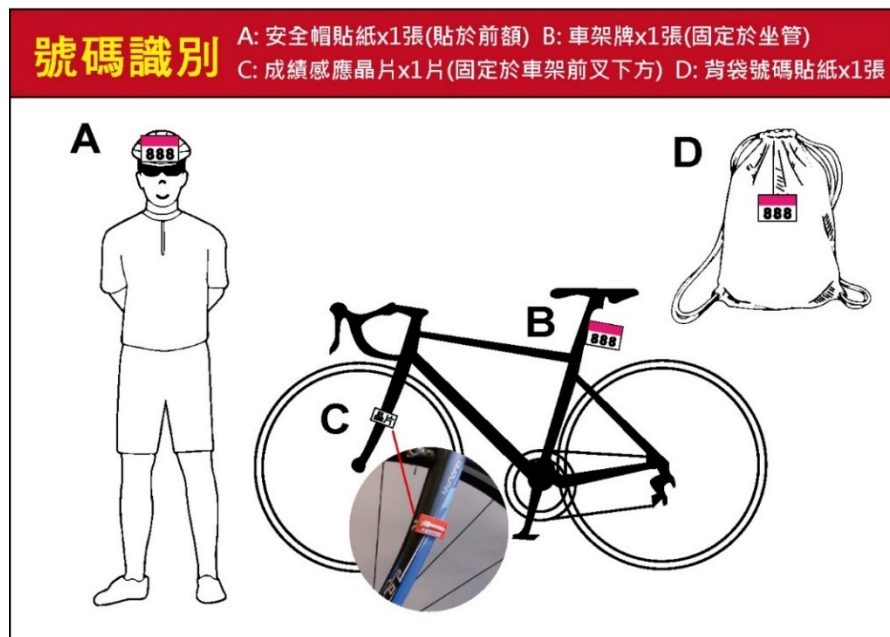 號碼識別
A: 安全帽貼紙x1張(貼於前額) B: 車架牌x1張(固定於坐管)
C: 成績感應晶片x1片(固定於車架前叉下方) D: 背袋號碼貼紙x1張
A
888
D
888
B
888
C
晶片